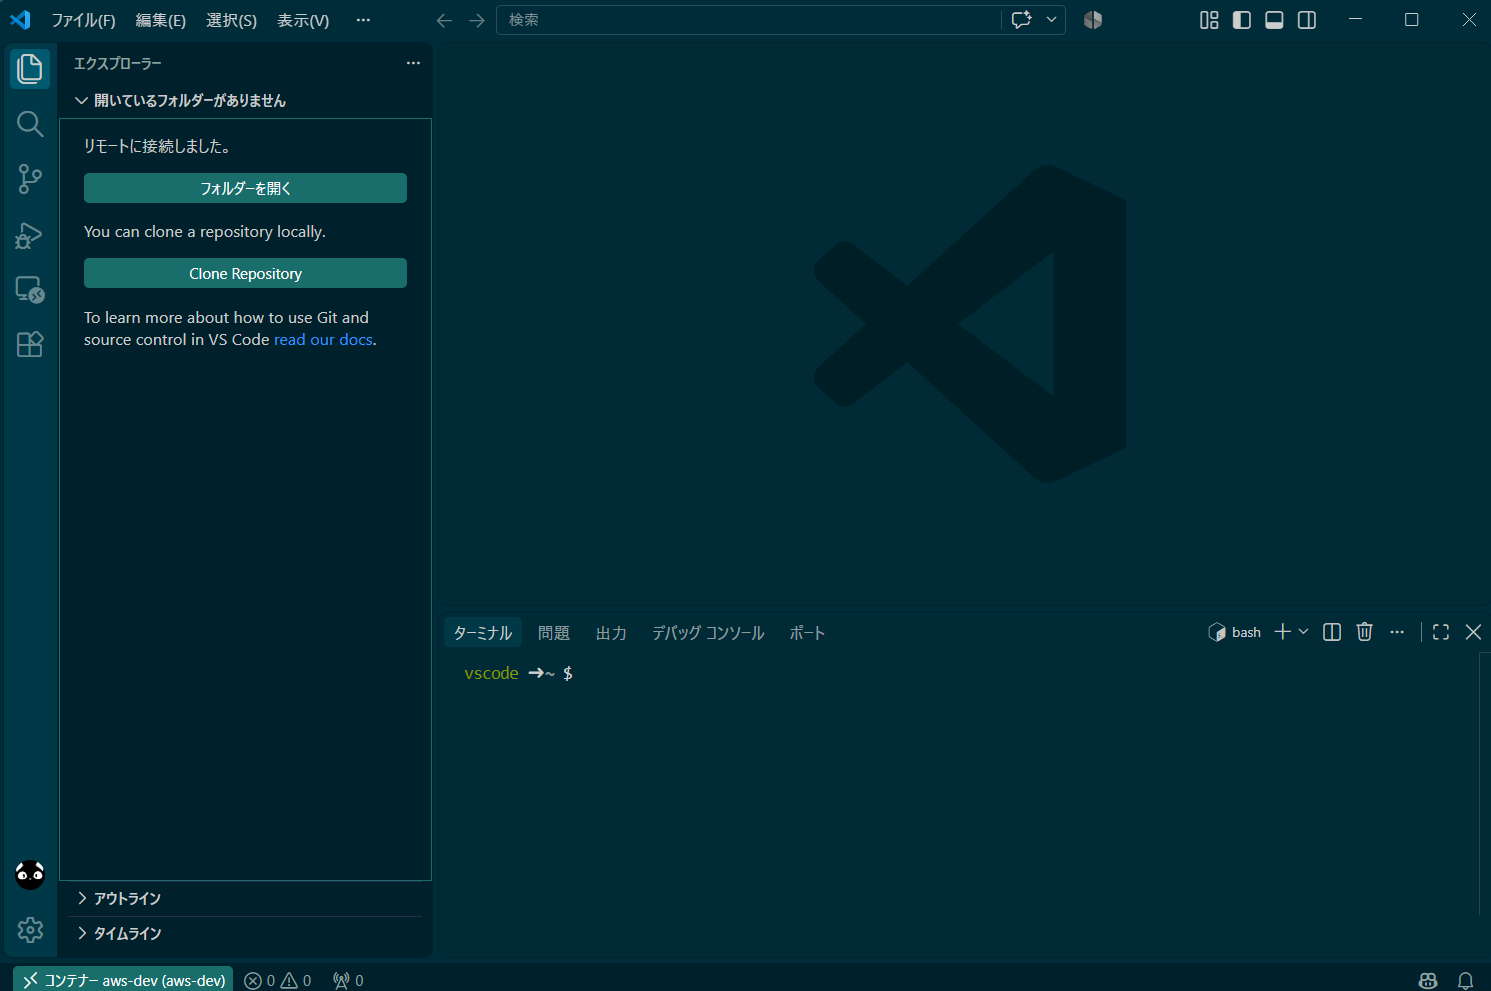 ファイル(F) 編集(E) 選択(S) 表示(V) ··· 検索
エクスプローラー ···
開いているフォルダーがありません
リモートに接続しました。
フォルダーを開く
You can clone a repository locally.
Clone Repository
To learn more about how to use Git and
source control in VS Code read our docs.
アウトライン
タイムライン
ターミナル 問題 出力 デバッグ コンソール ポート bash ···
vscode ➜ ~ $
コンテナー aws-dev (aws-dev) 0 0 0